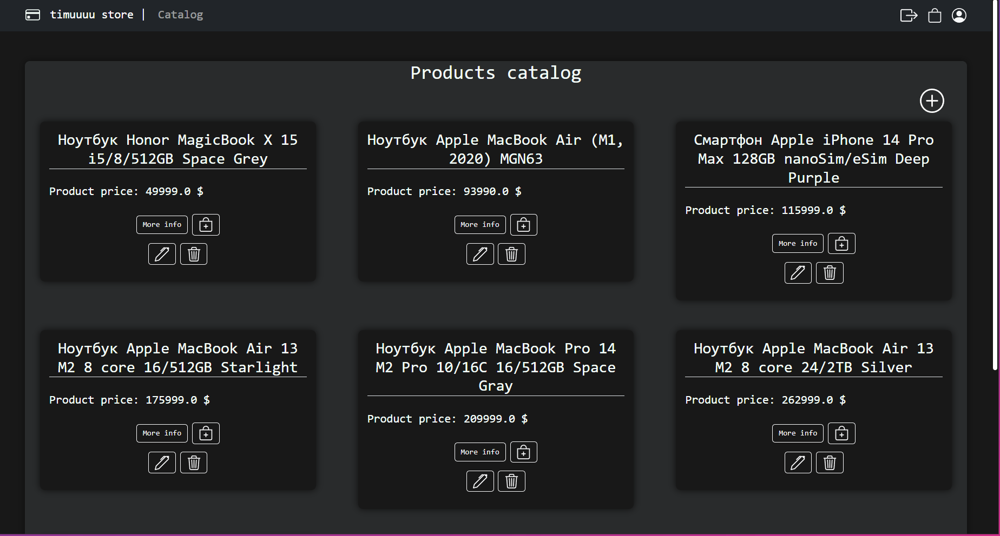 timuuuu store | Catalog
Products catalog
Ноутбук Honor MagicBook X 15
i5/8/512GB Space Grey
Product price: 49999.0 $
More info
Ноутбук Apple MacBook Air (M1,
2020) MGN63
Product price: 93990.0 $
More info
Смартфон Apple iPhone 14 Pro
Max 128GB nanoSim/eSim Deep
Purple
Product price: 115999.0 $
More info
Ноутбук Apple MacBook Air 13
M2 8 core 16/512GB Starlight
Product price: 175999.0 $
More info
Ноутбук Apple MacBook Pro 14
M2 Pro 10/16C 16/512GB Space
Gray
Product price: 209999.0 $
More info
Ноутбук Apple MacBook Air 13
M2 8 core 24/2TB Silver
Product price: 262999.0 $
More info